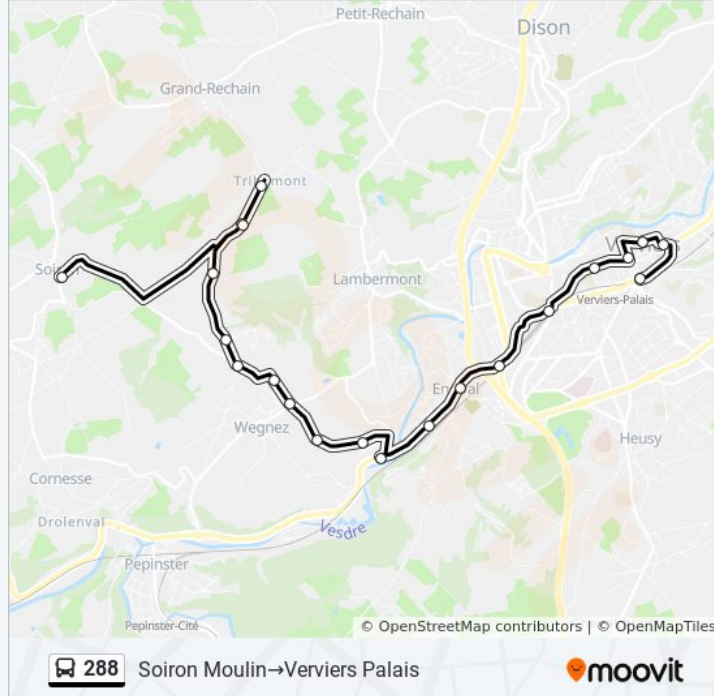 Petit-Rechain
Dison
Grand-Rechain
Lambermont
Verviers-Palais
Wegnez
Heusy
Cornesse
Drolenval
Vesdre
Pepinster
Pepinster-Cité
© OpenStreetMap contributors | © OpenMapTiles
288 Soiron Moulin→Verviers Palais
moovit